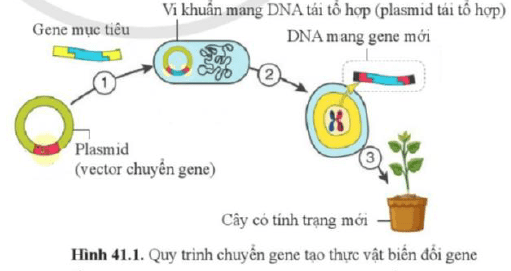 Vi khuẩn mang DNA tái tổ hợp (plasmid tái tổ hợp)
Gene mục tiêu
DNA mang gene mới
1
2
Plasmid
(vector chuyển gene)
3
Cây có tính trạng mới
Hình 41.1. Quy trình chuyển gene tạo thực vật biến đổi gene